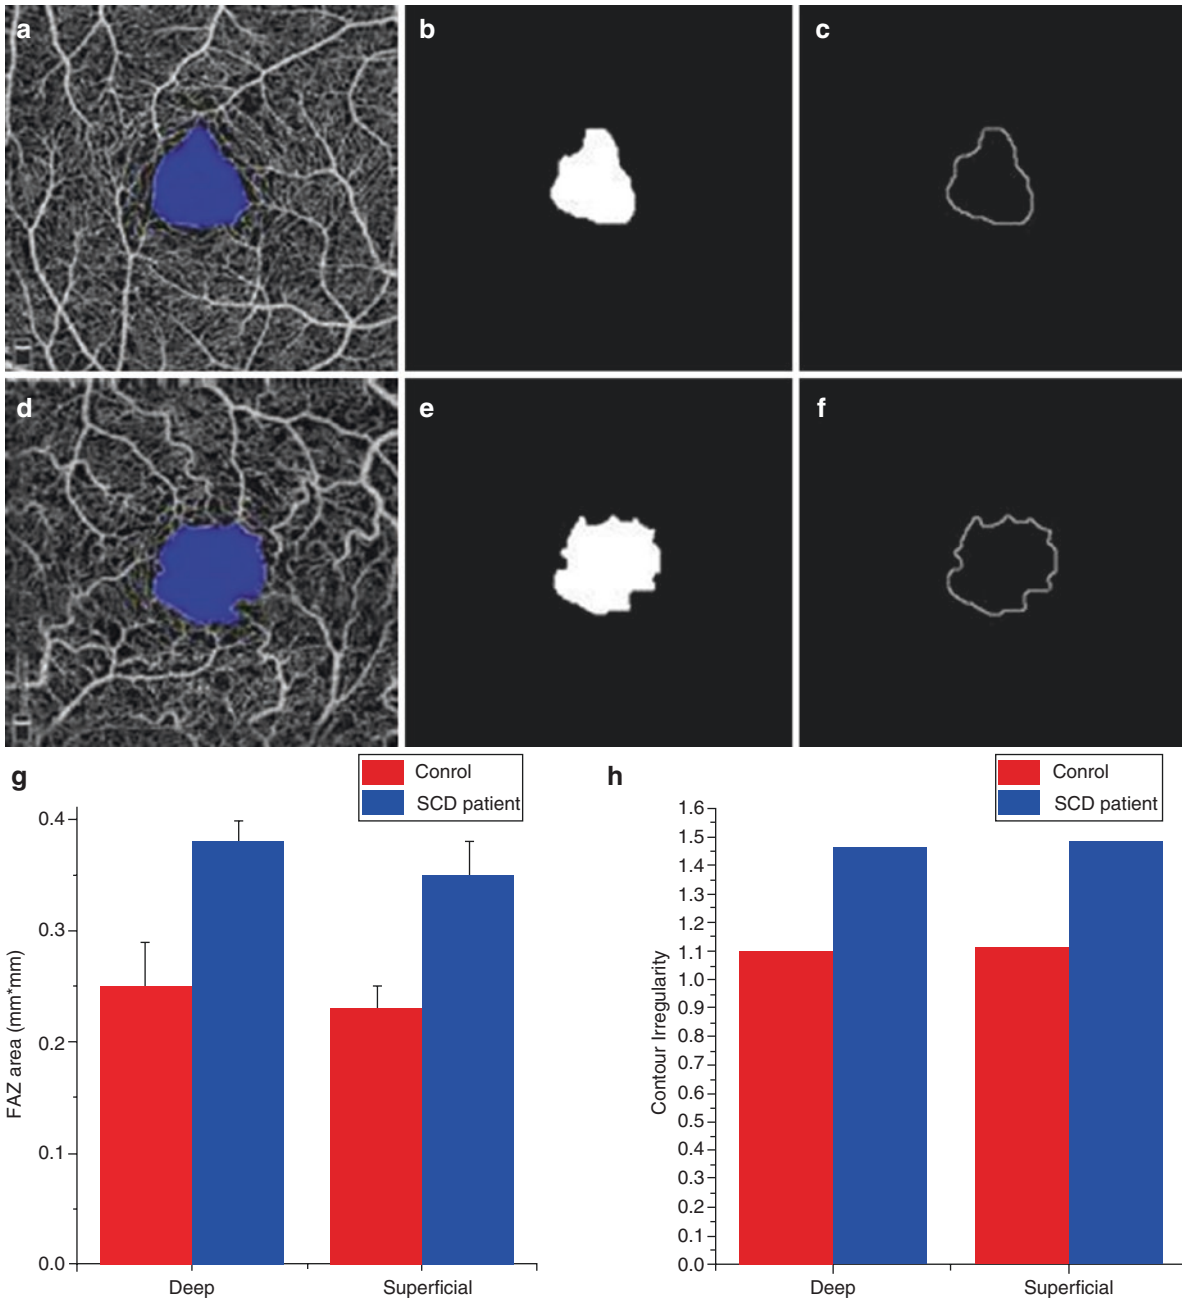 a
b
c
d
e
f
g
Conrol
SCD patient
FAZ area (mm*mm)
0.4
0.3
0.2
0.1
0.0
Deep
Superficial
h
Conrol
SCD patient
Contour Irregularity
1.6
1.5
1.4
1.3
1.2
1.1
1.0
0.9
0.8
0.7
0.6
0.5
0.4
0.3
0.2
0.1
0.0
Deep
Superficial